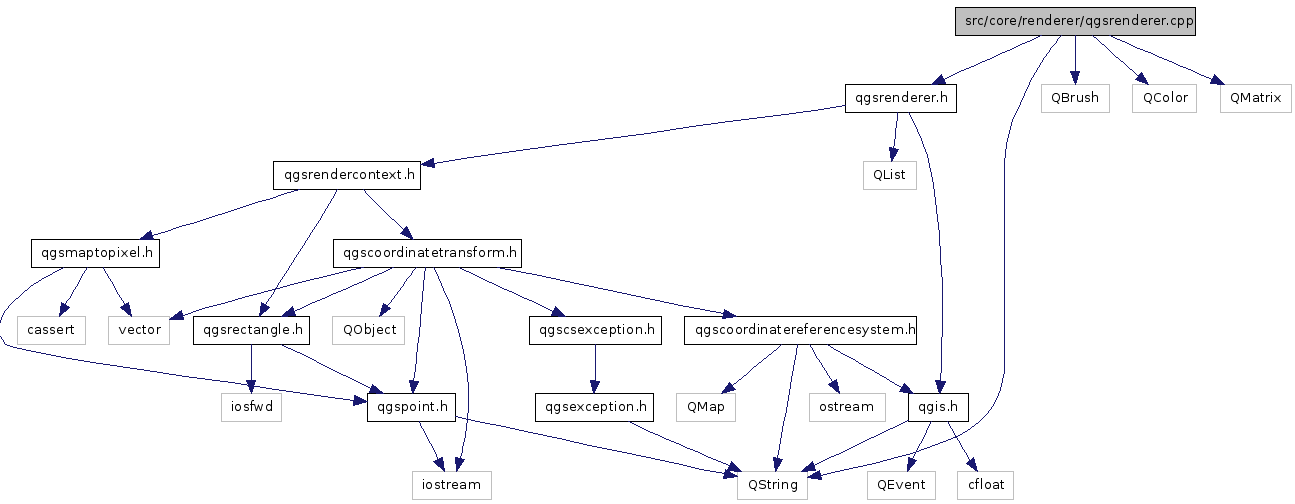 src/core/renderer/qgsrenderer.cpp
qgsrenderer.h
QBrush
QColor
QMatrix
qgsrendercontext.h
QList
qgsmaptopixel.h
qgscoordinatetransform.h
cassert
vector
qgsrectangle.h
QObject
qgscsexception.h
qgscoordinatereferencesystem.h
iosfwd
qgspoint.h
qgsexception.h
QMap
ostream
qgis.h
iostream
QString
QEvent
cfloat